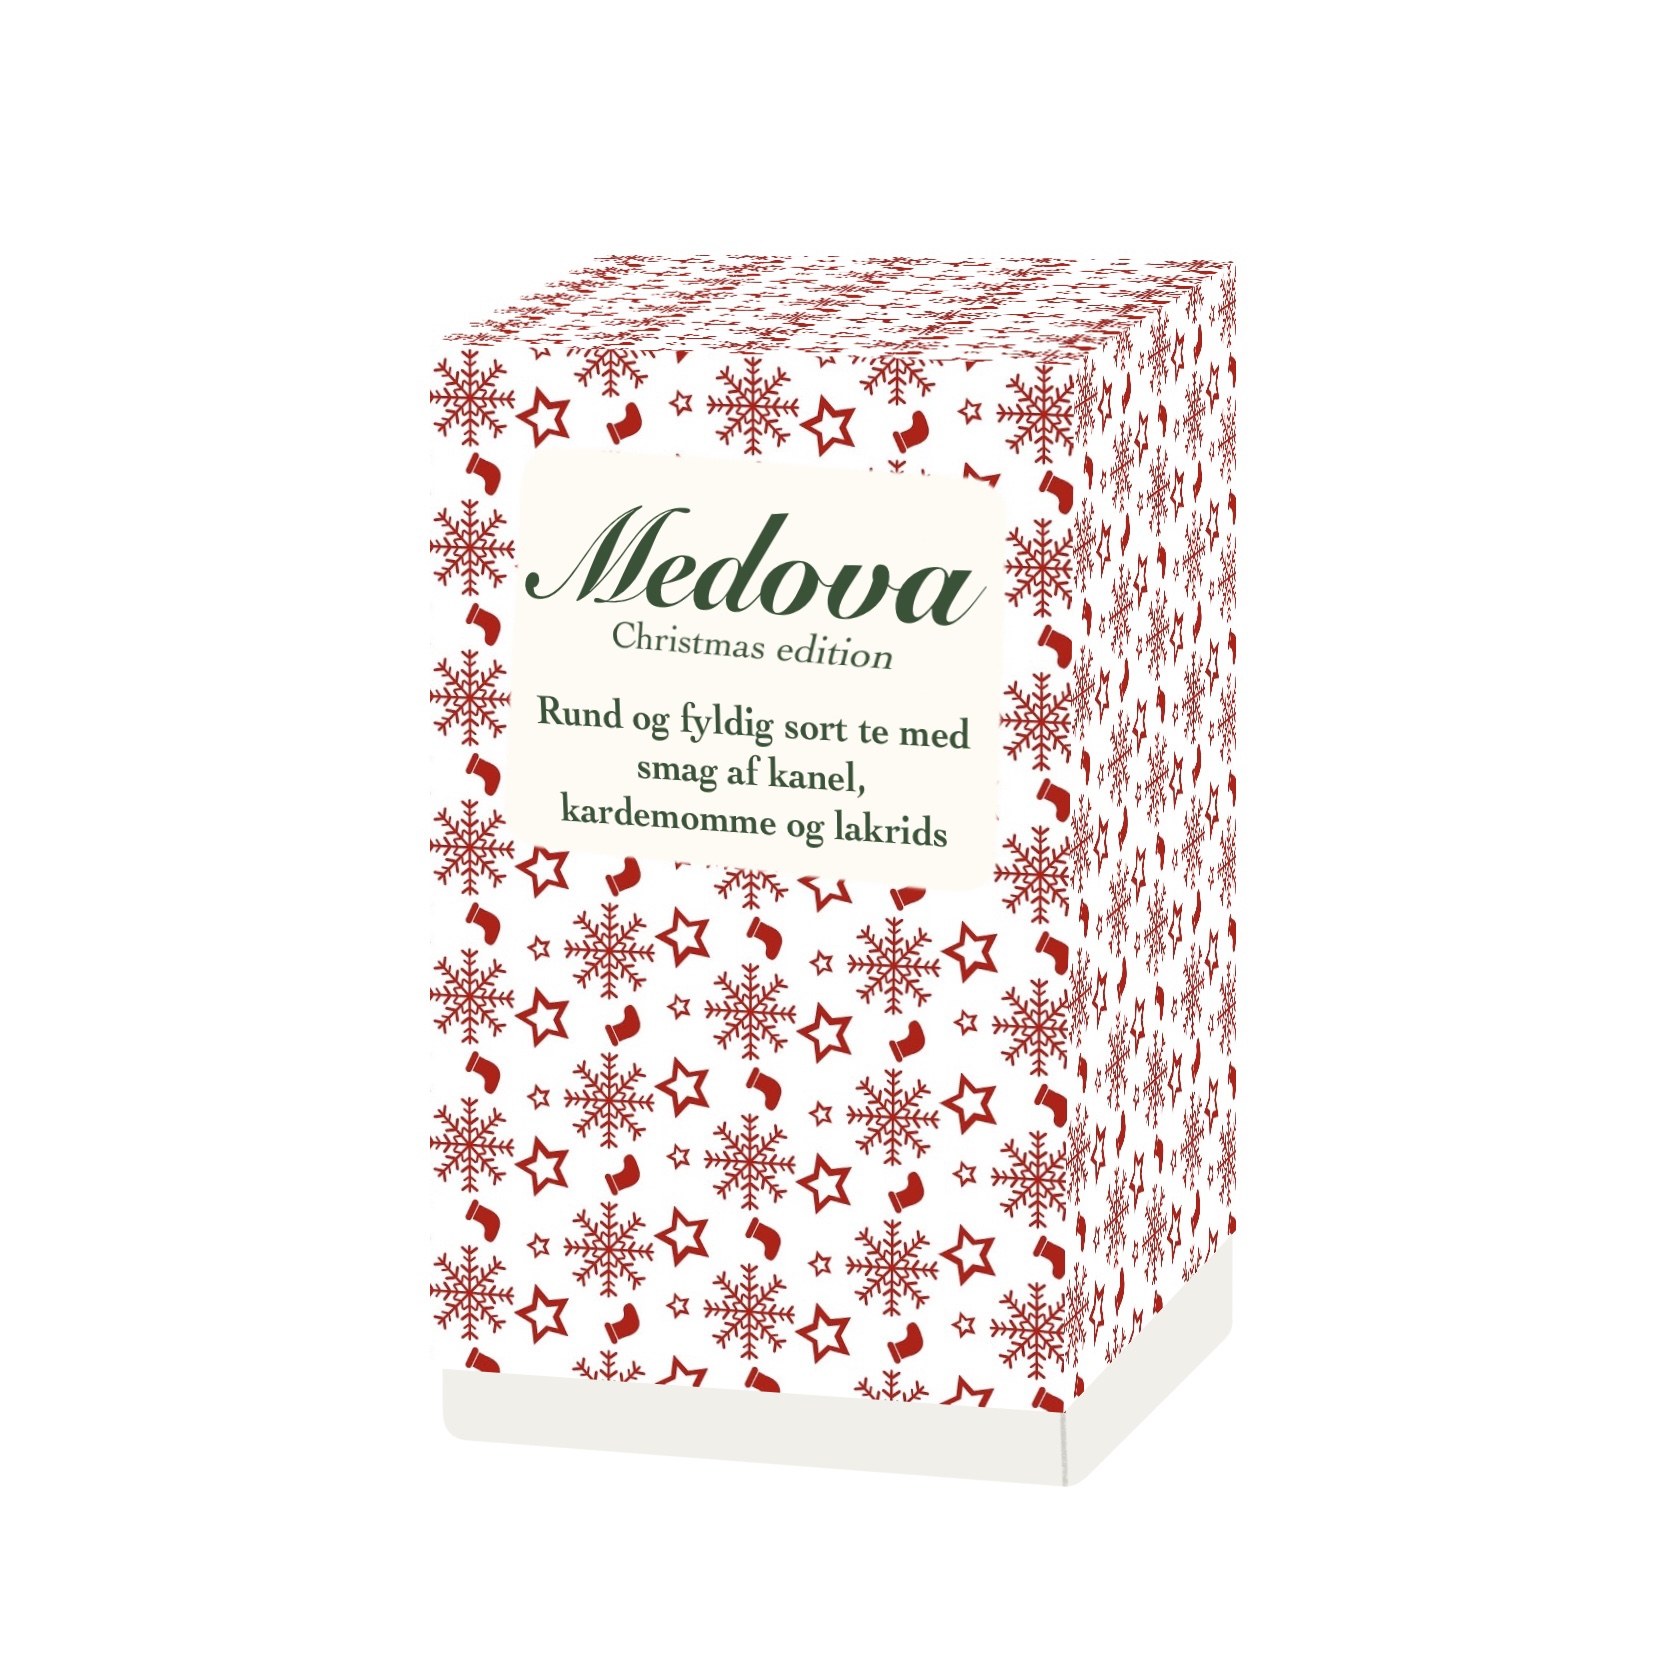 Medova
Christmas edition
Rund og fyldig sort te med
smag af kanel,
kardemomme og lakrids